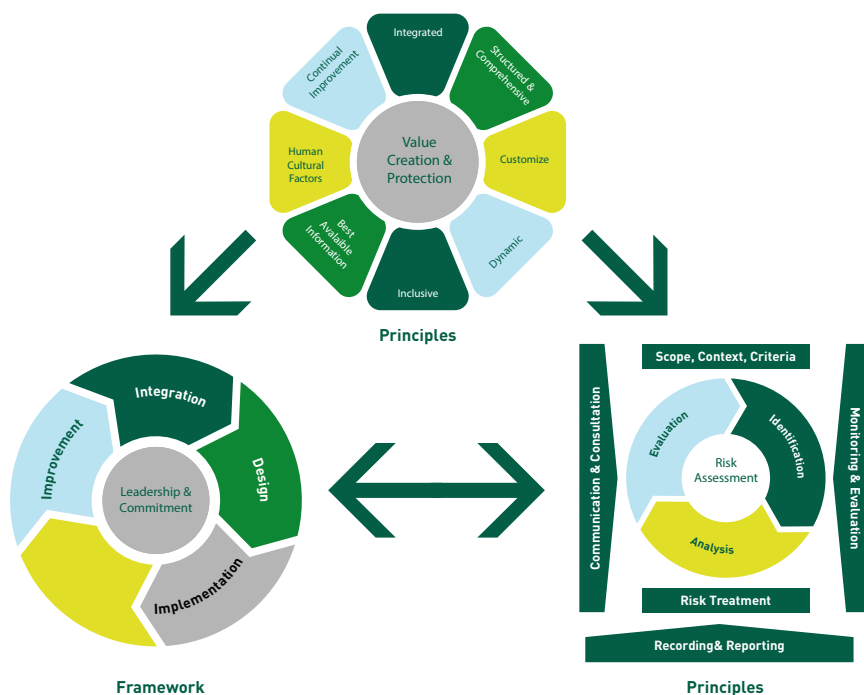 Integrated
Structured &
Comprehensive
Customize
Dynamic
Inclusive
Best
Avalaible
Information
Human
Cultural
Factors
Continual
Improvement
Value
Creation &
Protection
Principles
Integration
Design
Implementation
Improvement
Leadership &
Commitment
Framework
Scope, Context, Criteria
Communication & Consultation
Monitoring & Evaluation
Evaluation
Identification
Analysis
Risk
Assessment
Risk Treatment
Recording& Reporting
Principles